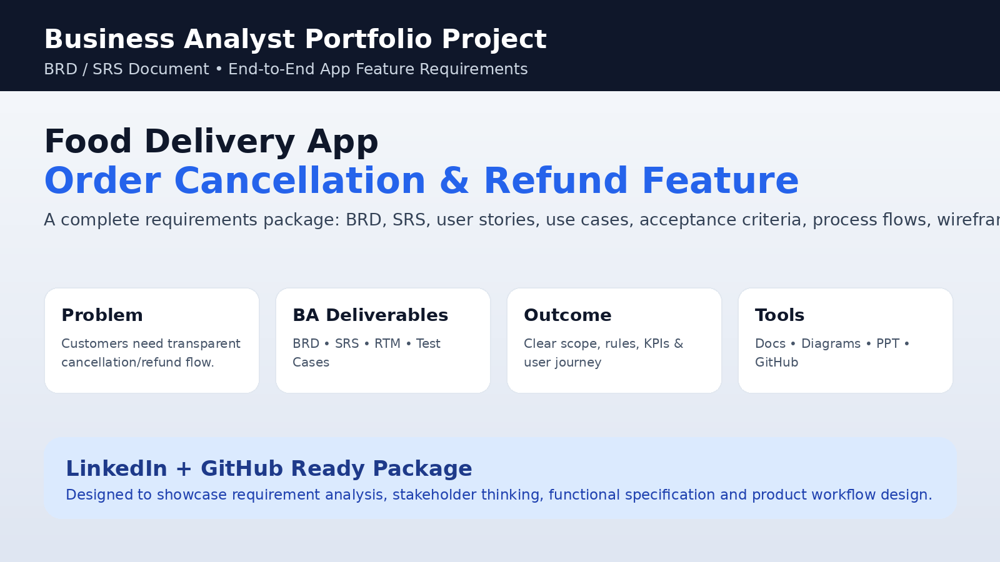 Business Analyst Portfolio Project
BRD / SRS Document • End-to-End App Feature Requirements
Food Delivery App
Order Cancellation & Refund Feature
A complete requirements package: BRD, SRS, user stories, use cases, acceptance criteria, process flows,
Problem
Customers need transparent
cancellation/refund flow.
BA Deliverables
BRD • SRS • RTM • Test
Cases
Outcome
Clear scope, rules, KPIs &
user journey
Tools
Docs • Diagrams • PPT •
GitHub
LinkedIn + GitHub Ready Package
Designed to showcase requirement analysis, stakeholder thinking, functional specification and product workflow design.